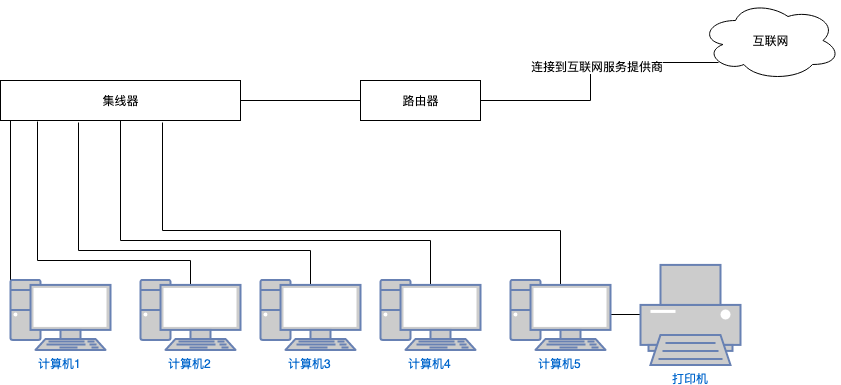 互联网
连接到互联网服务提供商
集线器
路由器
计算机1
计算机2
计算机3
计算机4
计算机5
打印机